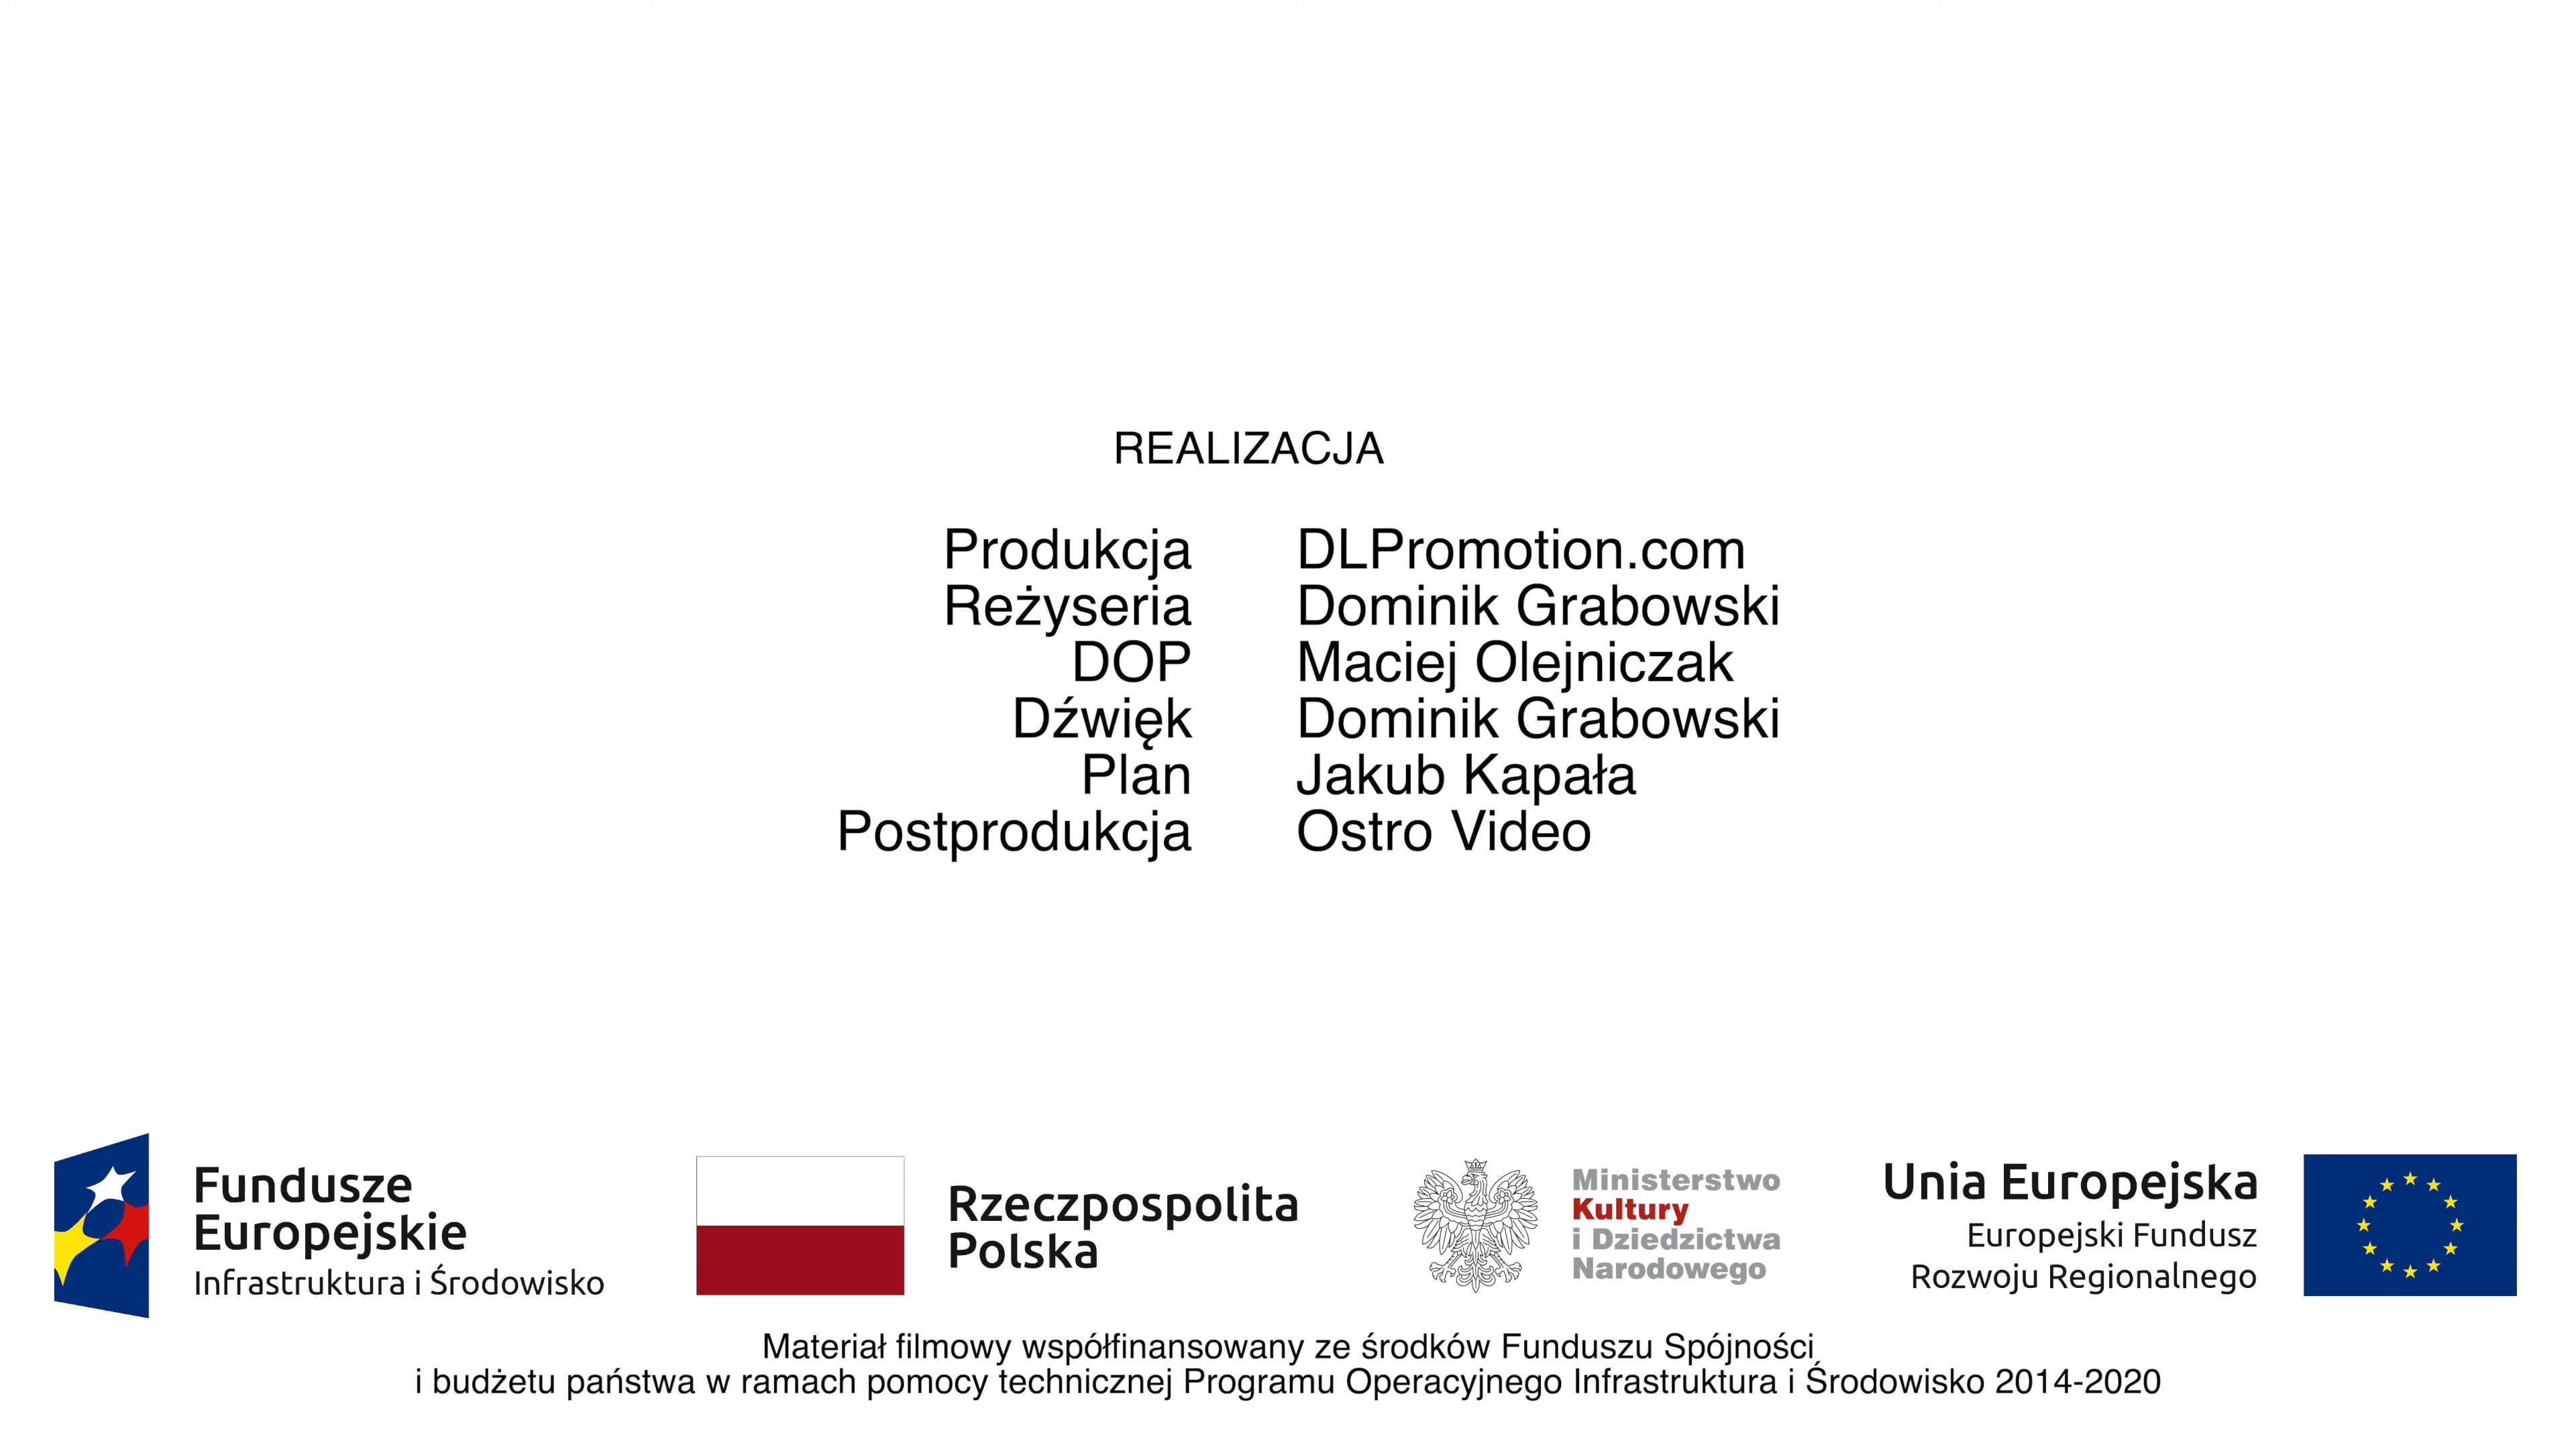 REALIZACJA
Produkcja DLPromotion.com
Reżyseria Dominik Grabowski
DOP Maciej Olejniczak
Dźwięk Dominik Grabowski
Plan Jakub Kapała
Postprodukcja Ostro Video
Fundusze
Europejskie
Infrastruktura i Środowisko
Rzeczpospolita
Polska
Ministerstwo
Kultury
i Dziedzictwa
Narodowego
Unia Europejska
Europejski Fundusz
Rozwoju Regionalnego
Materiał filmowy współfinansowany ze środków Funduszu Spójności
i budżetu państwa w ramach pomocy technicznej Programu Operacyjnego Infrastruktura i Środowisko 2014-2020